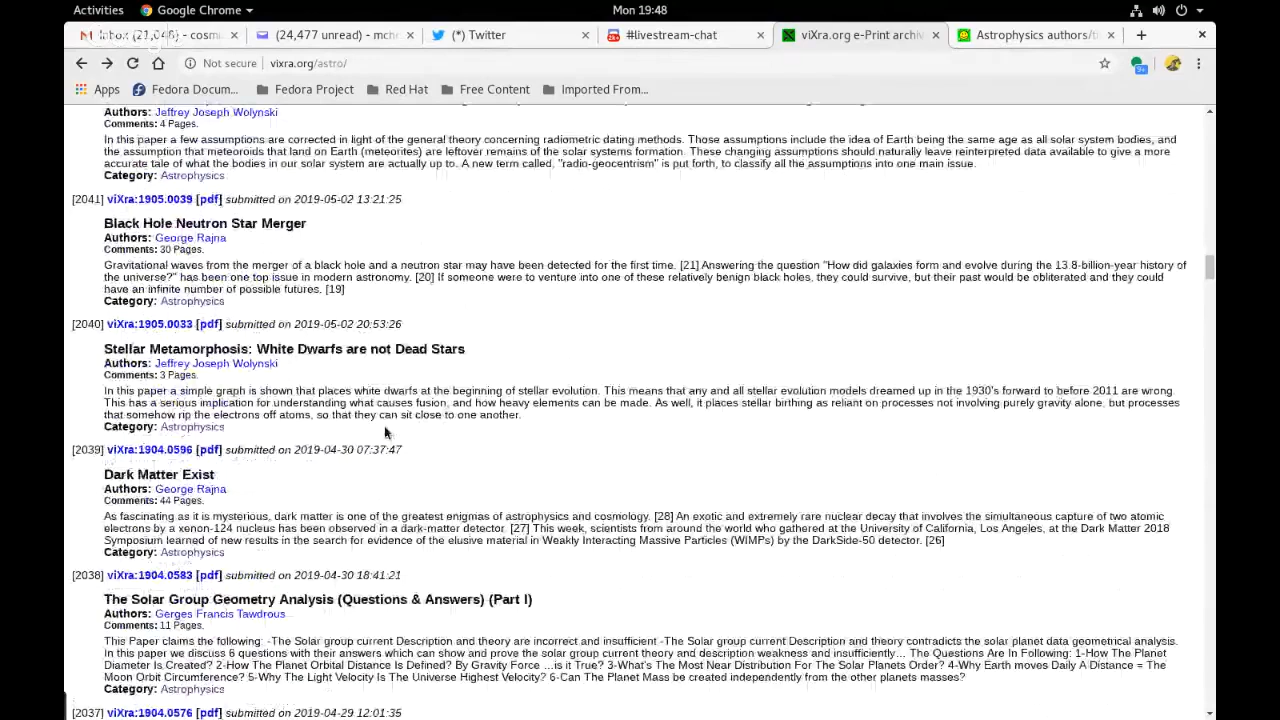 Activities
Google Chrome
Mon 19:48
(24,477 unread) - mche
(*) Twitter
#livestream-chat
viXra.org e-Print archiv
Astrophysics authors/ti
Not secure
vixra.org/astro/
Apps
Fedora Docum...
Fedora Project
Red Hat
Free Content
Imported From...
Authors: Jeffrey Joseph Wolynski
Comments: 4 Pages.
In this paper a few assumptions are corrected in light of the general theory concerning radiometric dating methods. Those assumptions include the idea of Earth being the same age as all solar system bodies, and
the assumption that meteoroids that land on Earth (meteorites) are leftover remains of the solar systems formation. These changing assumptions should naturally leave reinterpreted data available to give a more
accurate tale of what the bodies in our solar system are actually up to. A new term called, "radio-geocentrism" is put forth, to classify all the assumptions into one main issue.
Category: Astrophysics
[2041] viXra:1905.0039 [pdf] submitted on 2019-05-02 13:21:25
Black Hole Neutron Star Merger
Authors: George Rajna
Comments: 30 Pages.
Gravitational waves from the merger of a black hole and a neutron star may have been detected for the first time. [21] Answering the question "How did galaxies form and evolve during the 13.8-billion-year history of
the universe?" has been one top issue in modern astronomy. [20] If someone were to venture into one of these relatively benign black holes, they could survive, but their past would be obliterated and they could
have an infinite number of possible futures. [19]
Category: Astrophysics
[2040] viXra:1905.0033 [pdf] submitted on 2019-05-02 20:53:26
Stellar Metamorphosis: White Dwarfs are not Dead Stars
Authors: Jeffrey Joseph Wolynski
Comments: 3 Pages.
In this paper a simple graph is shown that places white dwarfs at the beginning of stellar evolution. This means that any and all stellar evolution models dreamed up in the 1930's forward to before 2011 are wrong.
This has a serious implication for understanding what causes fusion, and how heavy elements can be made. As well, it places stellar birthing as reliant on processes not involving purely gravity alone, but processes
that somehow rip the electrons off atoms, so that they can sit close to one another.
Category: Astrophysics
[2039] viXra:1904.0596 [pdf] submitted on 2019-04-30 07:37:47
Dark Matter Exist
Authors: George Rajna
Comments: 44 Pages.
As fascinating as it is mysterious, dark matter is one of the greatest enigmas of astrophysics and cosmology. [28] An exotic and extremely rare nuclear decay that involves the simultaneous capture of two atomic
electrons by a xenon-124 nucleus has been observed in a dark-matter detector. [27] This week, scientists from around the world who gathered at the University of California, Los Angeles, at the Dark Matter 2018
Symposium learned of new results in the search for evidence of the elusive material in Weakly Interacting Massive Particles (WIMPs) by the DarkSide-50 detector. [26]
Category: Astrophysics
[2038] viXra:1904.0583 [pdf] submitted on 2019-04-30 18:41:21
The Solar Group Geometry Analysis (Questions & Answers) (Part I)
Authors: Gerges Francis Tawdrous
Comments: 11 Pages.
This Paper claims the following: -The Solar group current Description and theory are incorrect and insufficient -The Solar group current Description and theory contradicts the solar planet data geometrical analysis.
In this paper we discuss 6 questions with their answers which can show and prove the solar group current theory and description weakness and insufficiently... The Questions Are In Following: 1-How The Planet
Diameter Is Created? 2-How The Planet Orbital Distance Is Defined? By Gravity Force ...is it True? 3-What's The Most Near Distribution For The Solar Planets Order? 4-Why Earth moves Daily A Distance = The
Moon Orbit Circumference? 5-Why The Light Velocity Is The Universe Highest Velocity? 6-Can The Planet Mass be created independently from the other planets masses?
Category: Astrophysics
[2037] viXra:1904.0576 [pdf] submitted on 2019-04-29 12:01:35